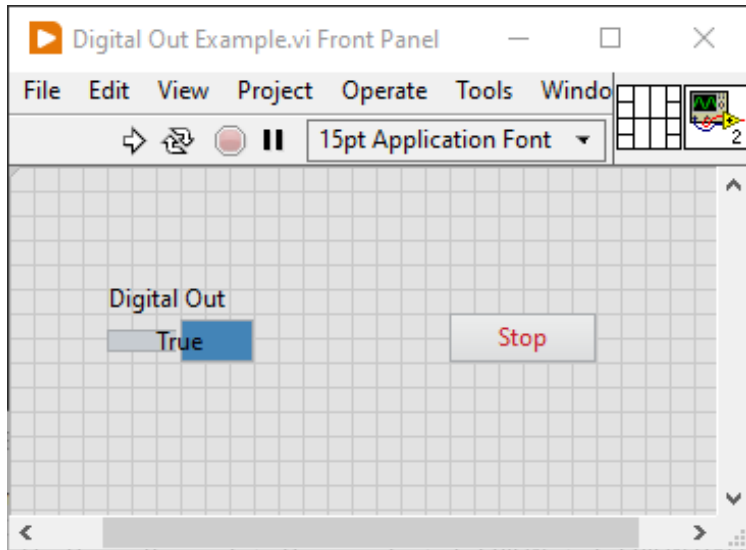 Digital Out Example.vi Front Panel
File Edit View Project Operate Tools Windo
15pt Application Font
2
Digital Out
True
Stop